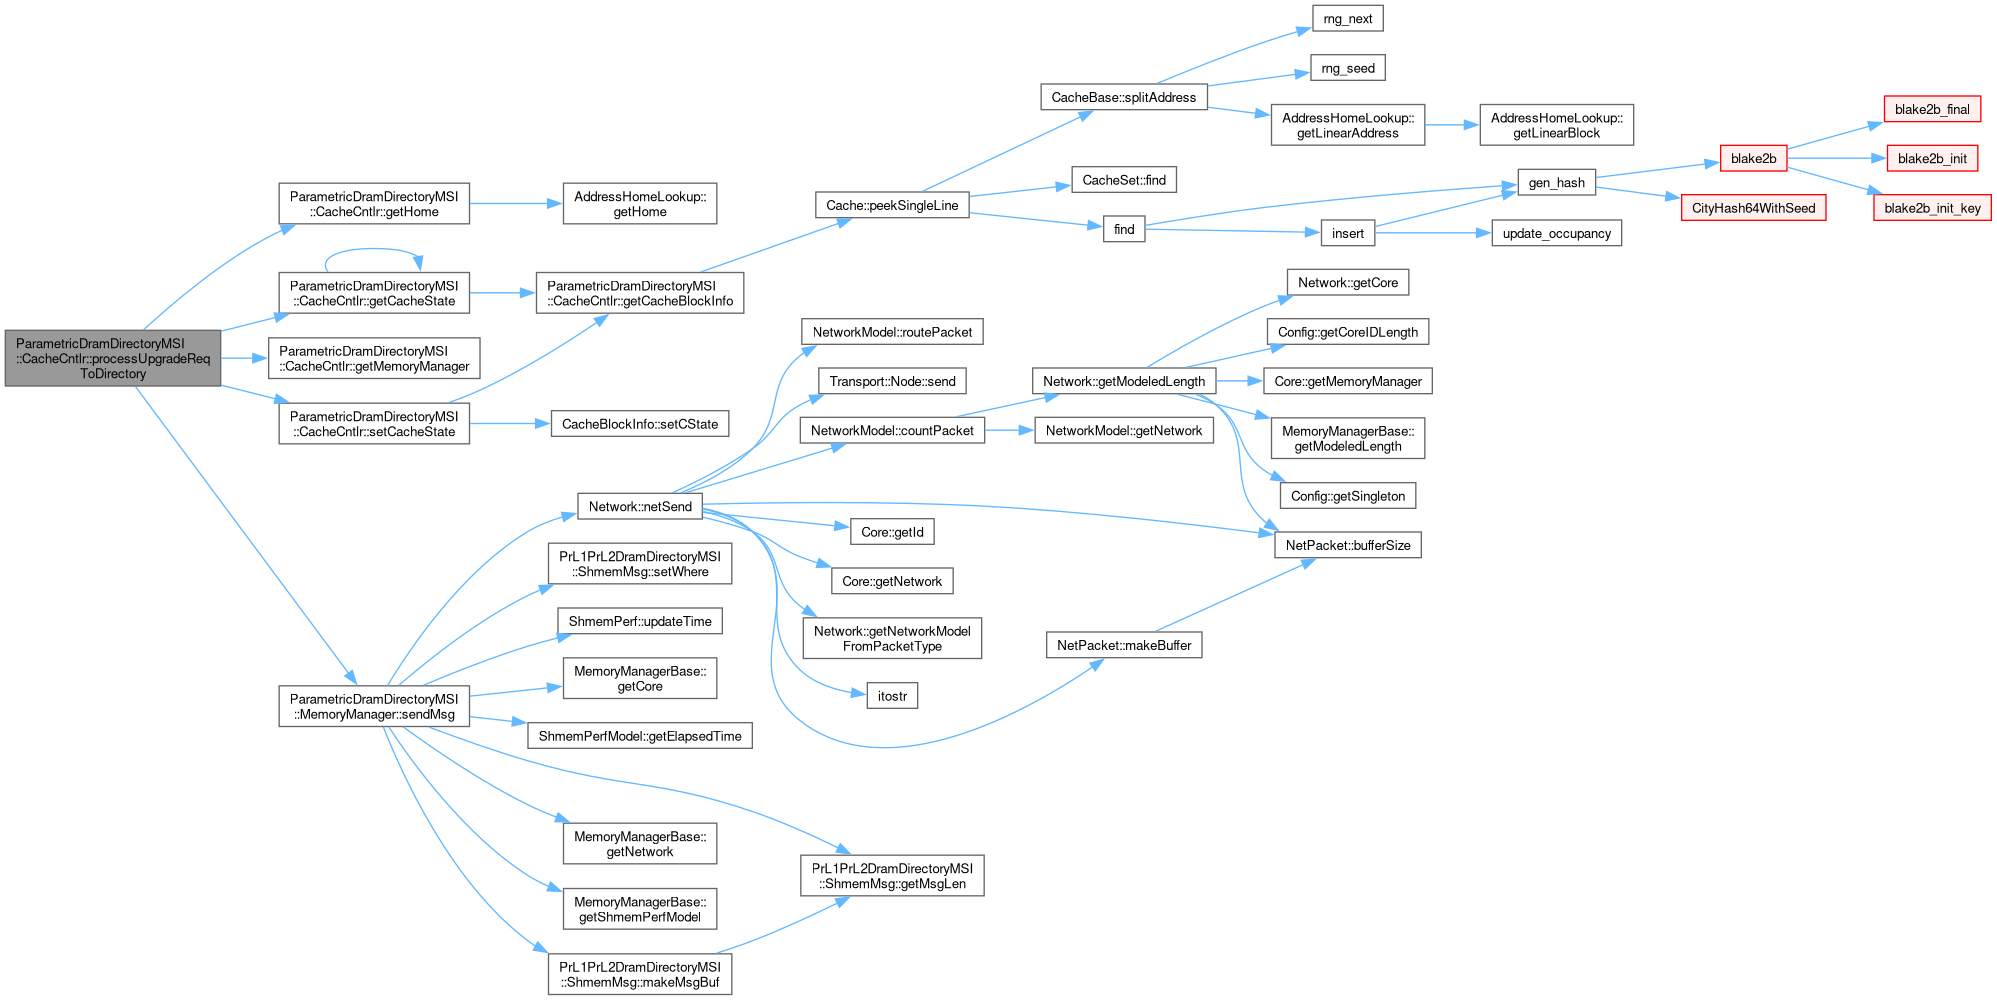 ParametricDramDirectoryMSI
::CacheCntlr::processUpgradeReq
ToDirectory
ParametricDramDirectoryMSI
::CacheCntlr::getHome
AddressHomeLookup::
getHome
ParametricDramDirectoryMSI
::CacheCntlr::getCacheState
ParametricDramDirectoryMSI
::CacheCntlr::getCacheBlockInfo
ParametricDramDirectoryMSI
::CacheCntlr::getMemoryManager
ParametricDramDirectoryMSI
::CacheCntlr::setCacheState
CacheBlockInfo::setCState
Cache::peekSingleLine
CacheBase::splitAddress
rng_next
rng_seed
AddressHomeLookup::
getLinearAddress
AddressHomeLookup::
getLinearBlock
CacheSet::find
find
insert
gen_hash
update_occupancy
blake2b
CityHash64WithSeed
blake2b_final
blake2b_init
blake2b_init_key
ParametricDramDirectoryMSI
::MemoryManager::sendMsg
Network::netSend
PrL1PrL2DramDirectoryMSI
::ShmemMsg::setWhere
ShmemPerf::updateTime
MemoryManagerBase::
getCore
ShmemPerfModel::getElapsedTime
MemoryManagerBase::
getNetwork
MemoryManagerBase::
getShmemPerfModel
PrL1PrL2DramDirectoryMSI
::ShmemMsg::makeMsgBuf
PrL1PrL2DramDirectoryMSI
::ShmemMsg::getMsgLen
NetworkModel::routePacket
Transport::Node::send
NetworkModel::countPacket
Core::getId
Core::getNetwork
Network::getNetworkModel
FromPacketType
itostr
NetPacket::makeBuffer
Network::getModeledLength
NetworkModel::getNetwork
Network::getCore
Config::getCoreIDLength
Core::getMemoryManager
MemoryManagerBase::
getModeledLength
Config::getSingleton
NetPacket::bufferSize